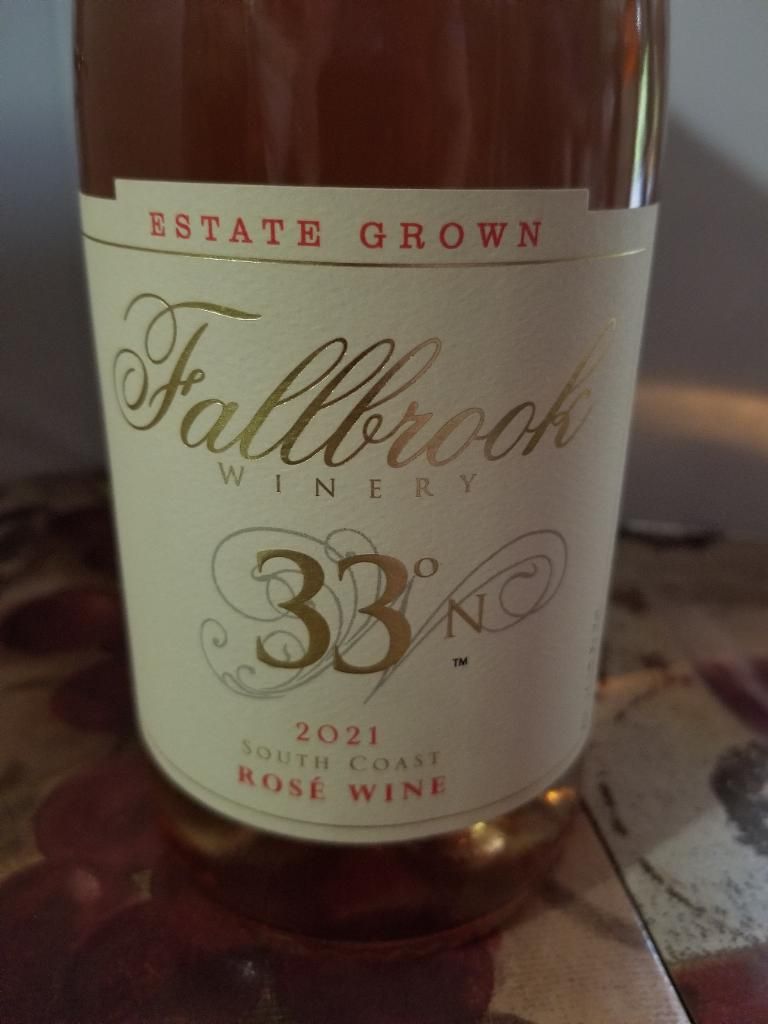 ESTATE GROWN
Fallbrook
WINERY
33° N
TM
2021
SOUTH COAST
ROSÉ WINE